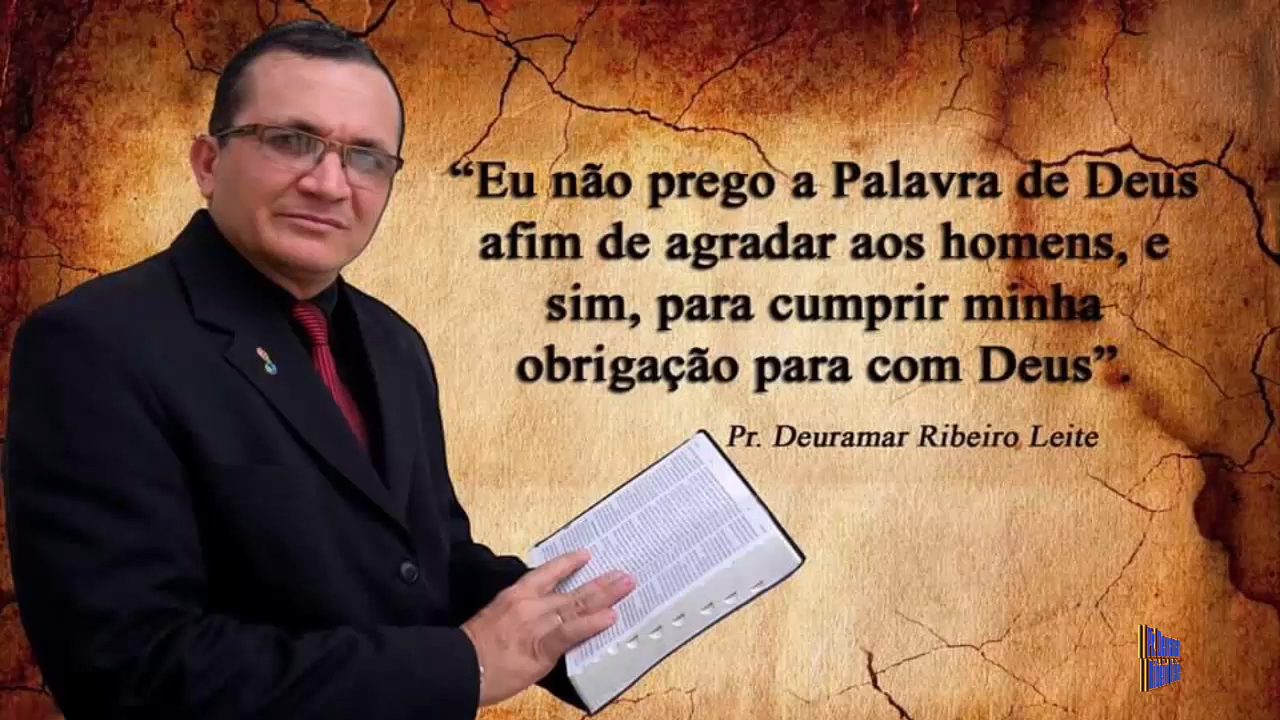 “Eu não prego a Palavra de Deus
afim de agradar aos homens, e
sim, para cumprir minha
obrigação para com Deus”.
Pr. Deuramar Ribeiro Leite